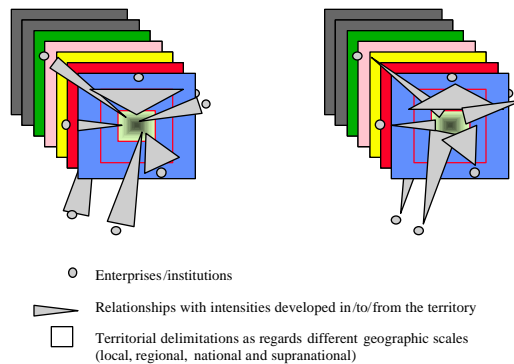 Enterprises/institutions
Relationships with intensities developed in/to/from the territory
Territorial delimitations as regards different geographic scales
(local, regional, national and supranational)